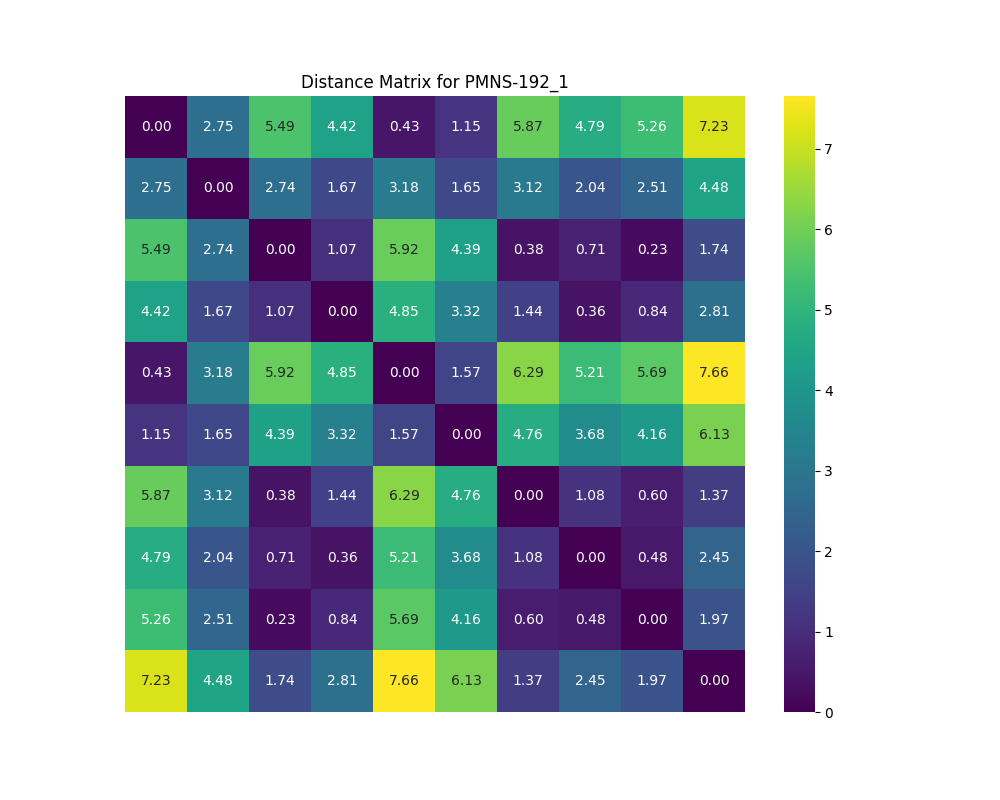 Distance Matrix for PMNS-192_1
0.00 2.75 5.49 4.42 0.43 1.15 5.87 4.79 5.26 7.23
2.75 0.00 2.74 1.67 3.18 1.65 3.12 2.04 2.51 4.48
5.49 2.74 0.00 1.07 5.92 4.39 0.38 0.71 0.23 1.74
4.42 1.67 1.07 0.00 4.85 3.32 1.44 0.36 0.84 2.81
0.43 3.18 5.92 4.85 0.00 1.57 6.29 5.21 5.69 7.66
1.15 1.65 4.39 3.32 1.57 0.00 4.76 3.68 4.16 6.13
5.87 3.12 0.38 1.44 6.29 4.76 0.00 1.08 0.60 1.37
4.79 2.04 0.71 0.36 5.21 3.68 1.08 0.00 0.48 2.45
5.26 2.51 0.23 0.84 5.69 4.16 0.60 0.48 0.00 1.97
7.23 4.48 1.74 2.81 7.66 6.13 1.37 2.45 1.97 0.00
7
6
5
4
3
2
1
0